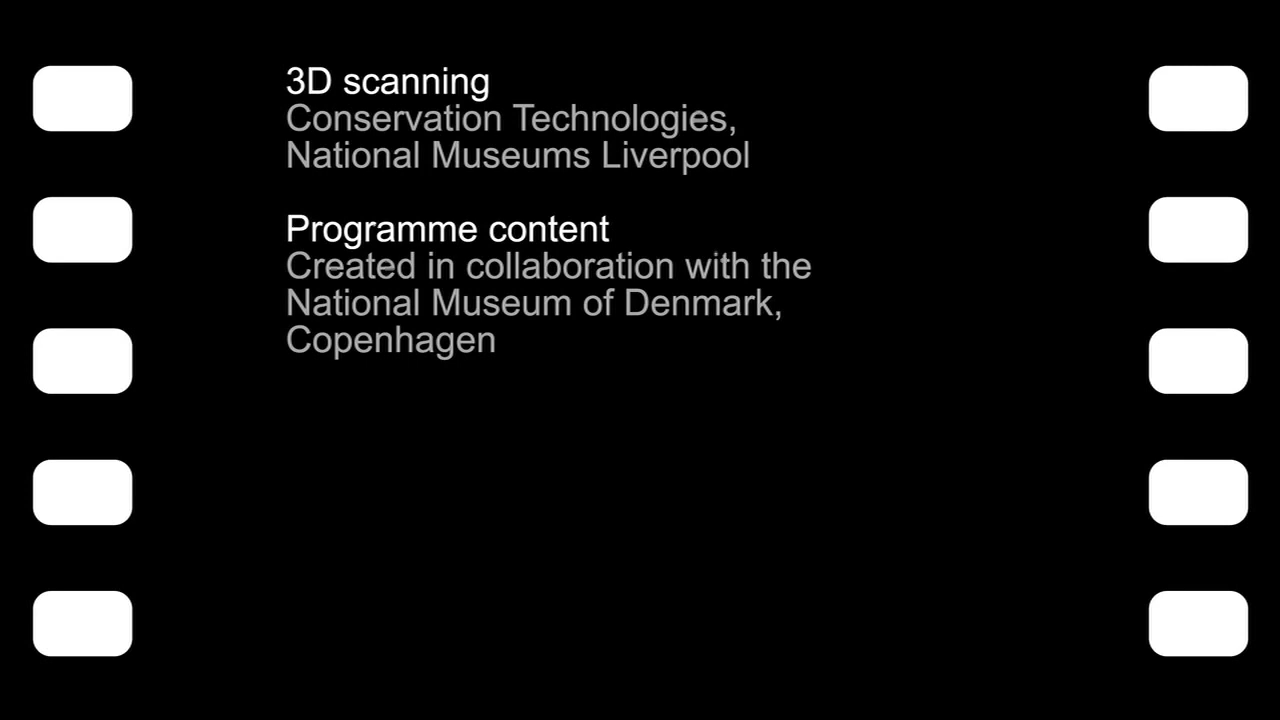 3D scanning
Conservation Technologies,
National Museums Liverpool
Programme content
Created in collaboration with the
National Museum of Denmark,
Copenhagen